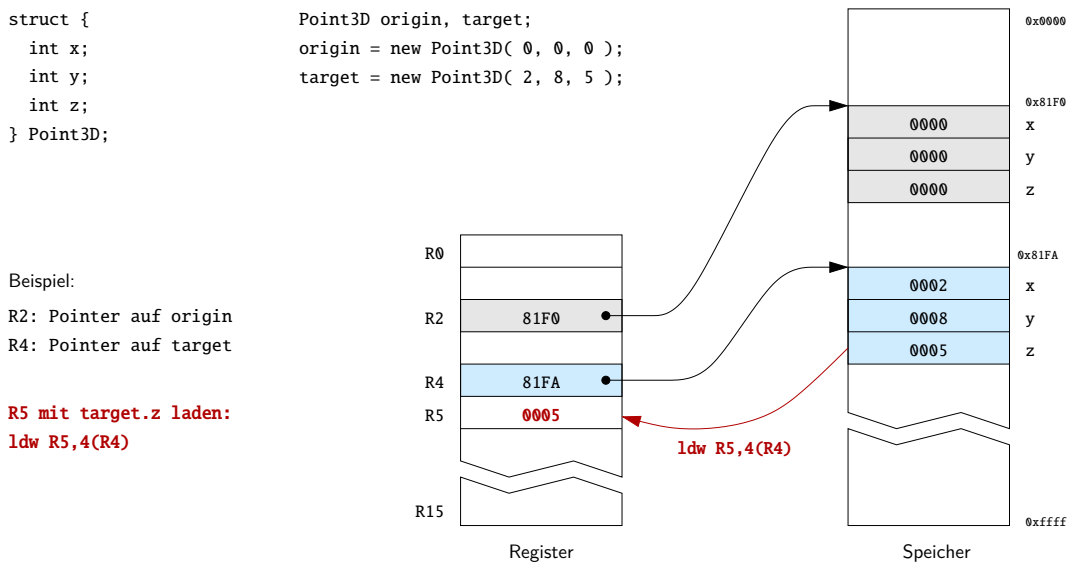 struct {
  int x;
  int y;
  int z;
} Point3D;
Point3D origin, target;
origin = new Point3D( 0, 0, 0 );
target = new Point3D( 2, 8, 5 );
Beispiel:
R2: Pointer auf origin
R4: Pointer auf target
R5 mit target.z laden:
ldw R5,4(R4)
R0
R2 81F0
R4 81FA
R5 0005
R15
Register
ldw R5,4(R4)
0x0000
0x81F0
0000 x
0000 y
0000 z
0x81FA
0002 x
0008 y
0005 z
0xffff
Speicher